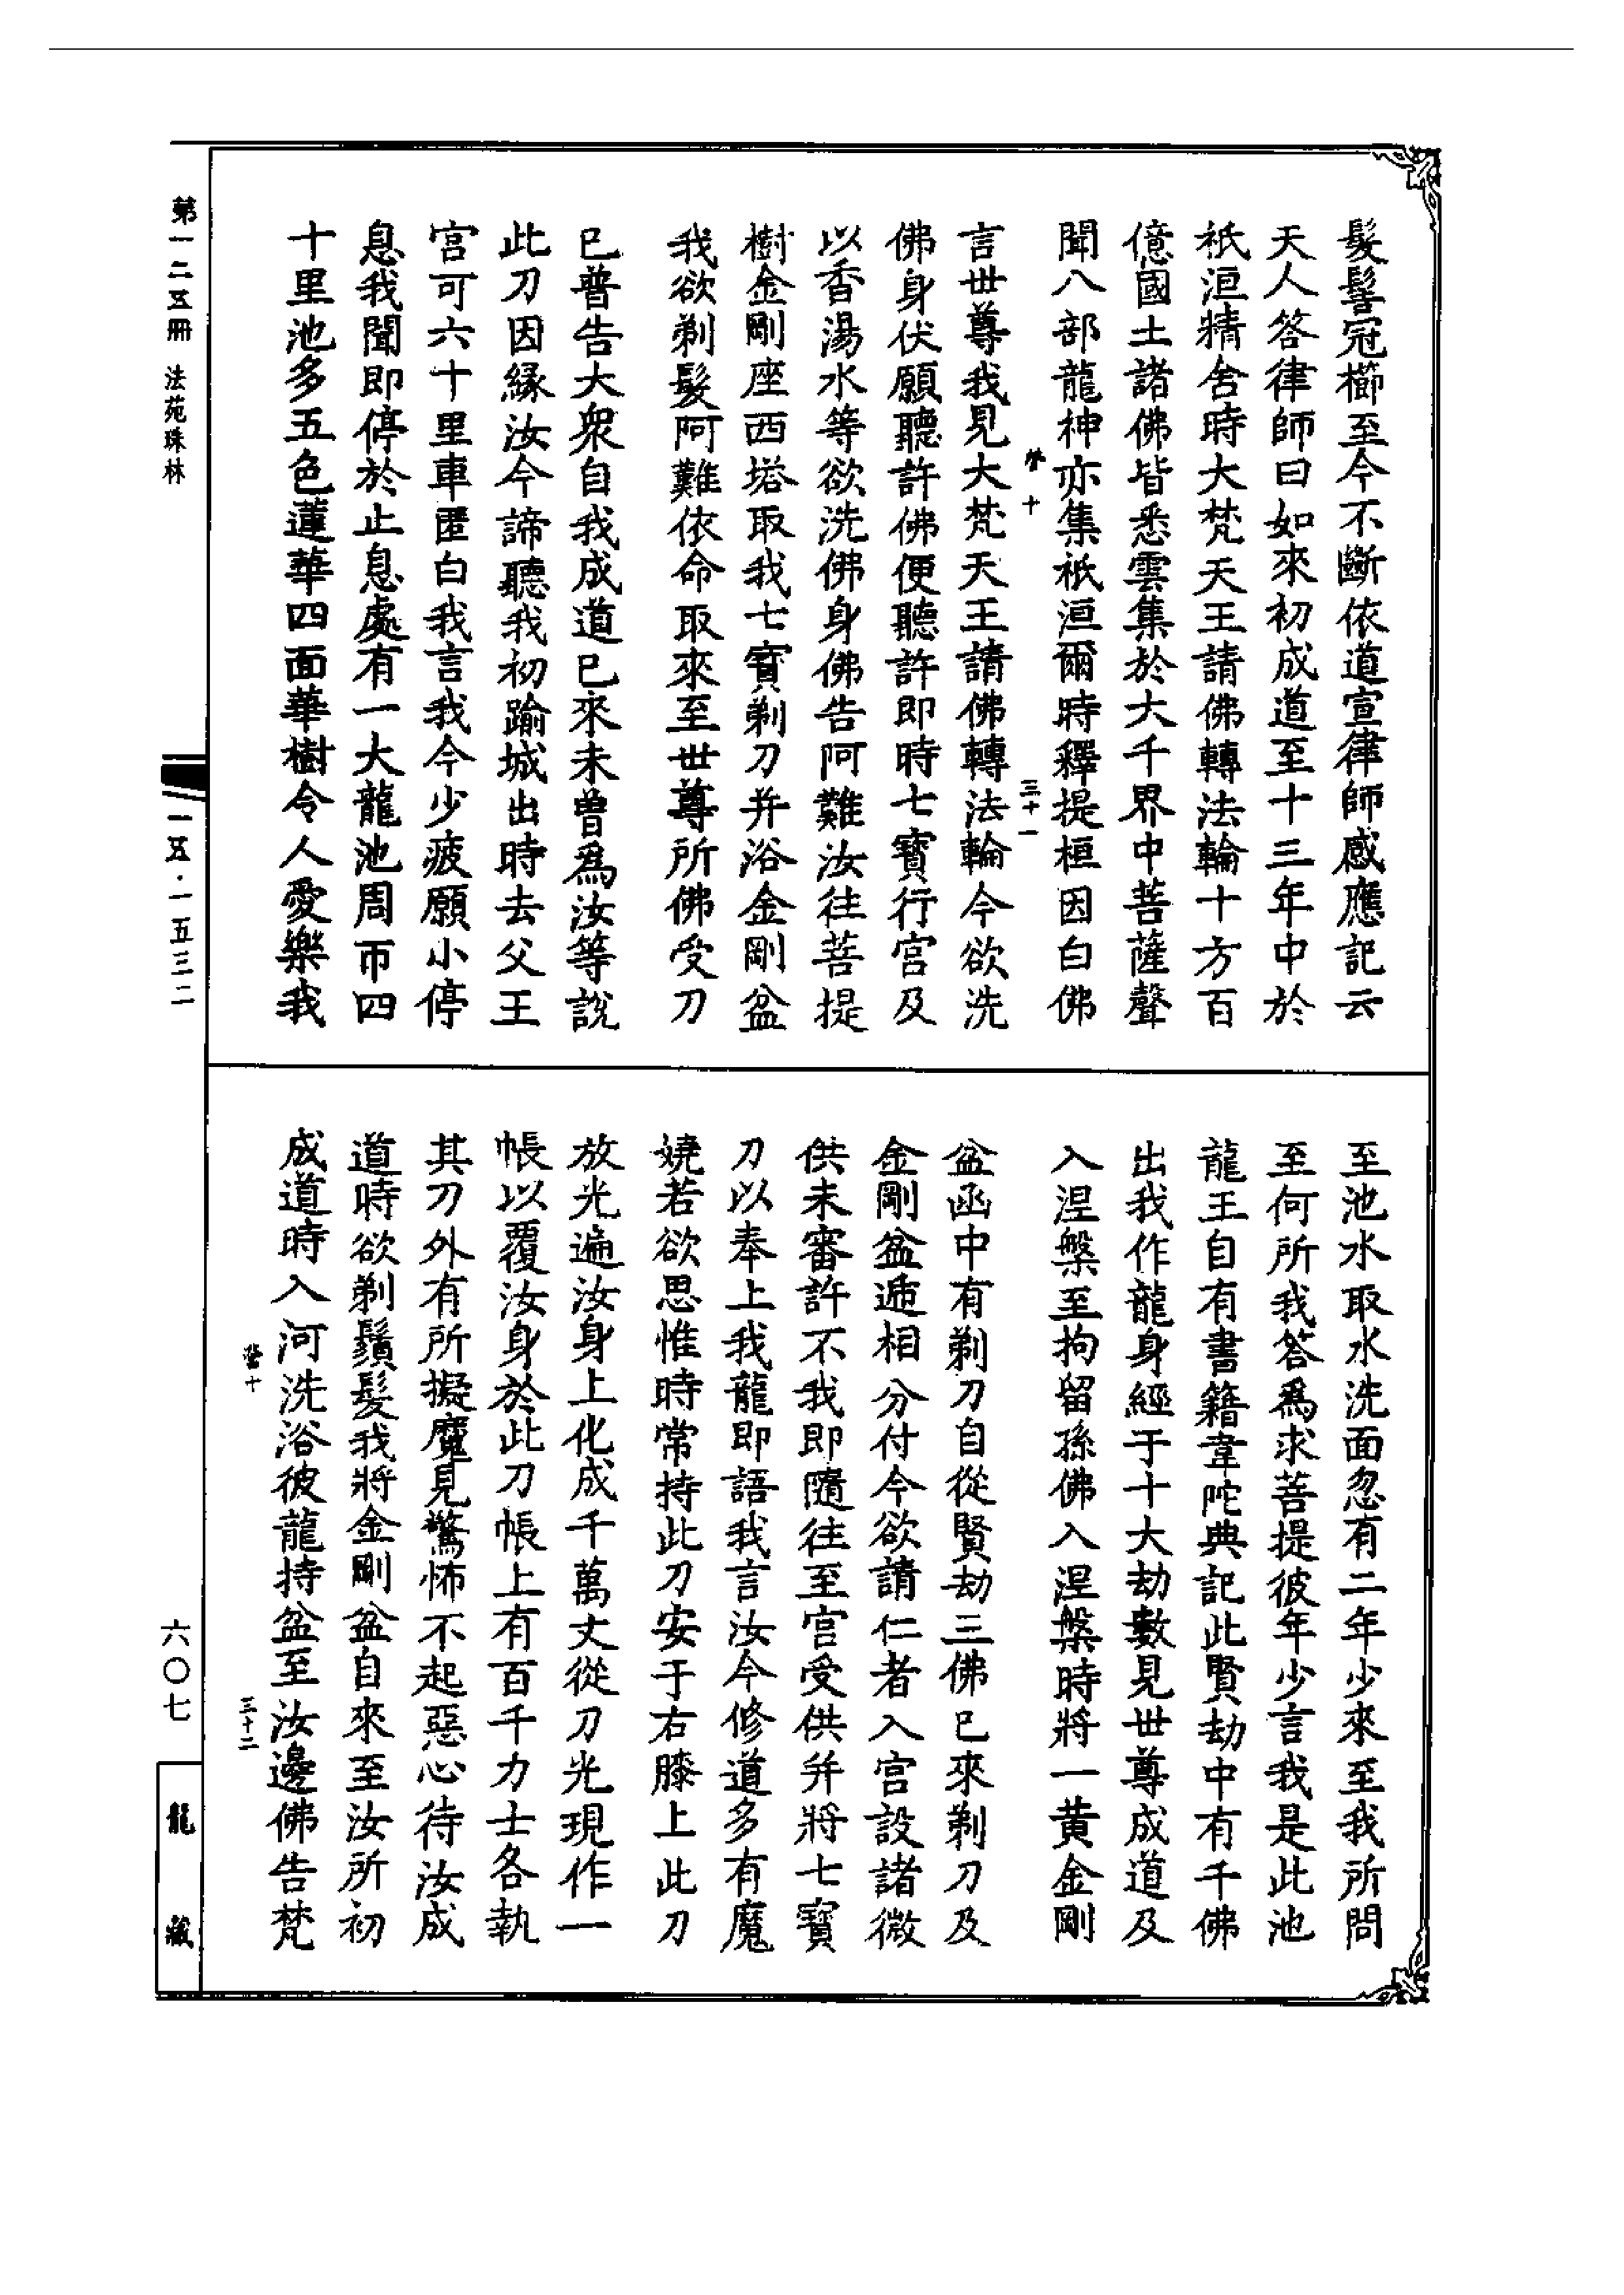 髮髻冠櫛至今不斷依道宣律師感應記云
天人答律師曰如來初成道至十三年中於
祇洹精舍時大梵天王請佛轉法輪十方百
億國土諸佛皆悉雲集於大千界中菩薩聲
聞八部龍神亦集祇洹爾時釋提桓因白佛
營十 三十一
言世尊我見大梵天王請佛轉法輪今欲洗
佛身伏願聽許佛便聽許即時七寶行宮及
以香湯水等欲洗佛身佛告阿難汝往菩提
樹金剛座西塔取我七寶剃刀并浴金剛盆
我欲剃髮阿難依命取來至世尊所佛受刀
已普告大衆自我成道已來未曾爲汝等說
此刀因緣汝今諦聽我初踰城出時去父王
宮可六十里車匿白我言我今少疲願小停
息我聞即停於止息處有一大龍池周帀四
十里池多五色蓮華四面華樹令人愛樂我
至池水取水洗面忽有二年少來至我所問
至何所我答爲求菩提彼年少言我是此池
龍王自有書籍韋陀典記此賢劫中有千佛
出我作龍身經于十大劫數見世尊成道及
入涅槃至拘留孫佛入涅槃時將一黃金剛
盆函中有剃刀自從賢劫三佛已來剃刀及
金剛盆遞相分付今欲請仁者入宮設諸微
供未審許不我即隨往至宮受供并將七寶
刀以奉上我龍即語我言汝今修道多有魔
嬈若欲思惟時常持此刀安于右膝上此刀
放光遍汝身上化成千萬丈從刀光現作一
帳以覆汝身於此刀帳上有百千力士各執
其刀外有所擬魔見驚怖不起惡心待汝成
道時欲剃鬚髮我將金剛盆自來至汝所初
成道時入河洗浴彼龍持盆至汝邊佛告梵
營十 三十二
第一二五冊 法苑珠林
一五·一五三二
六〇七
龍藏